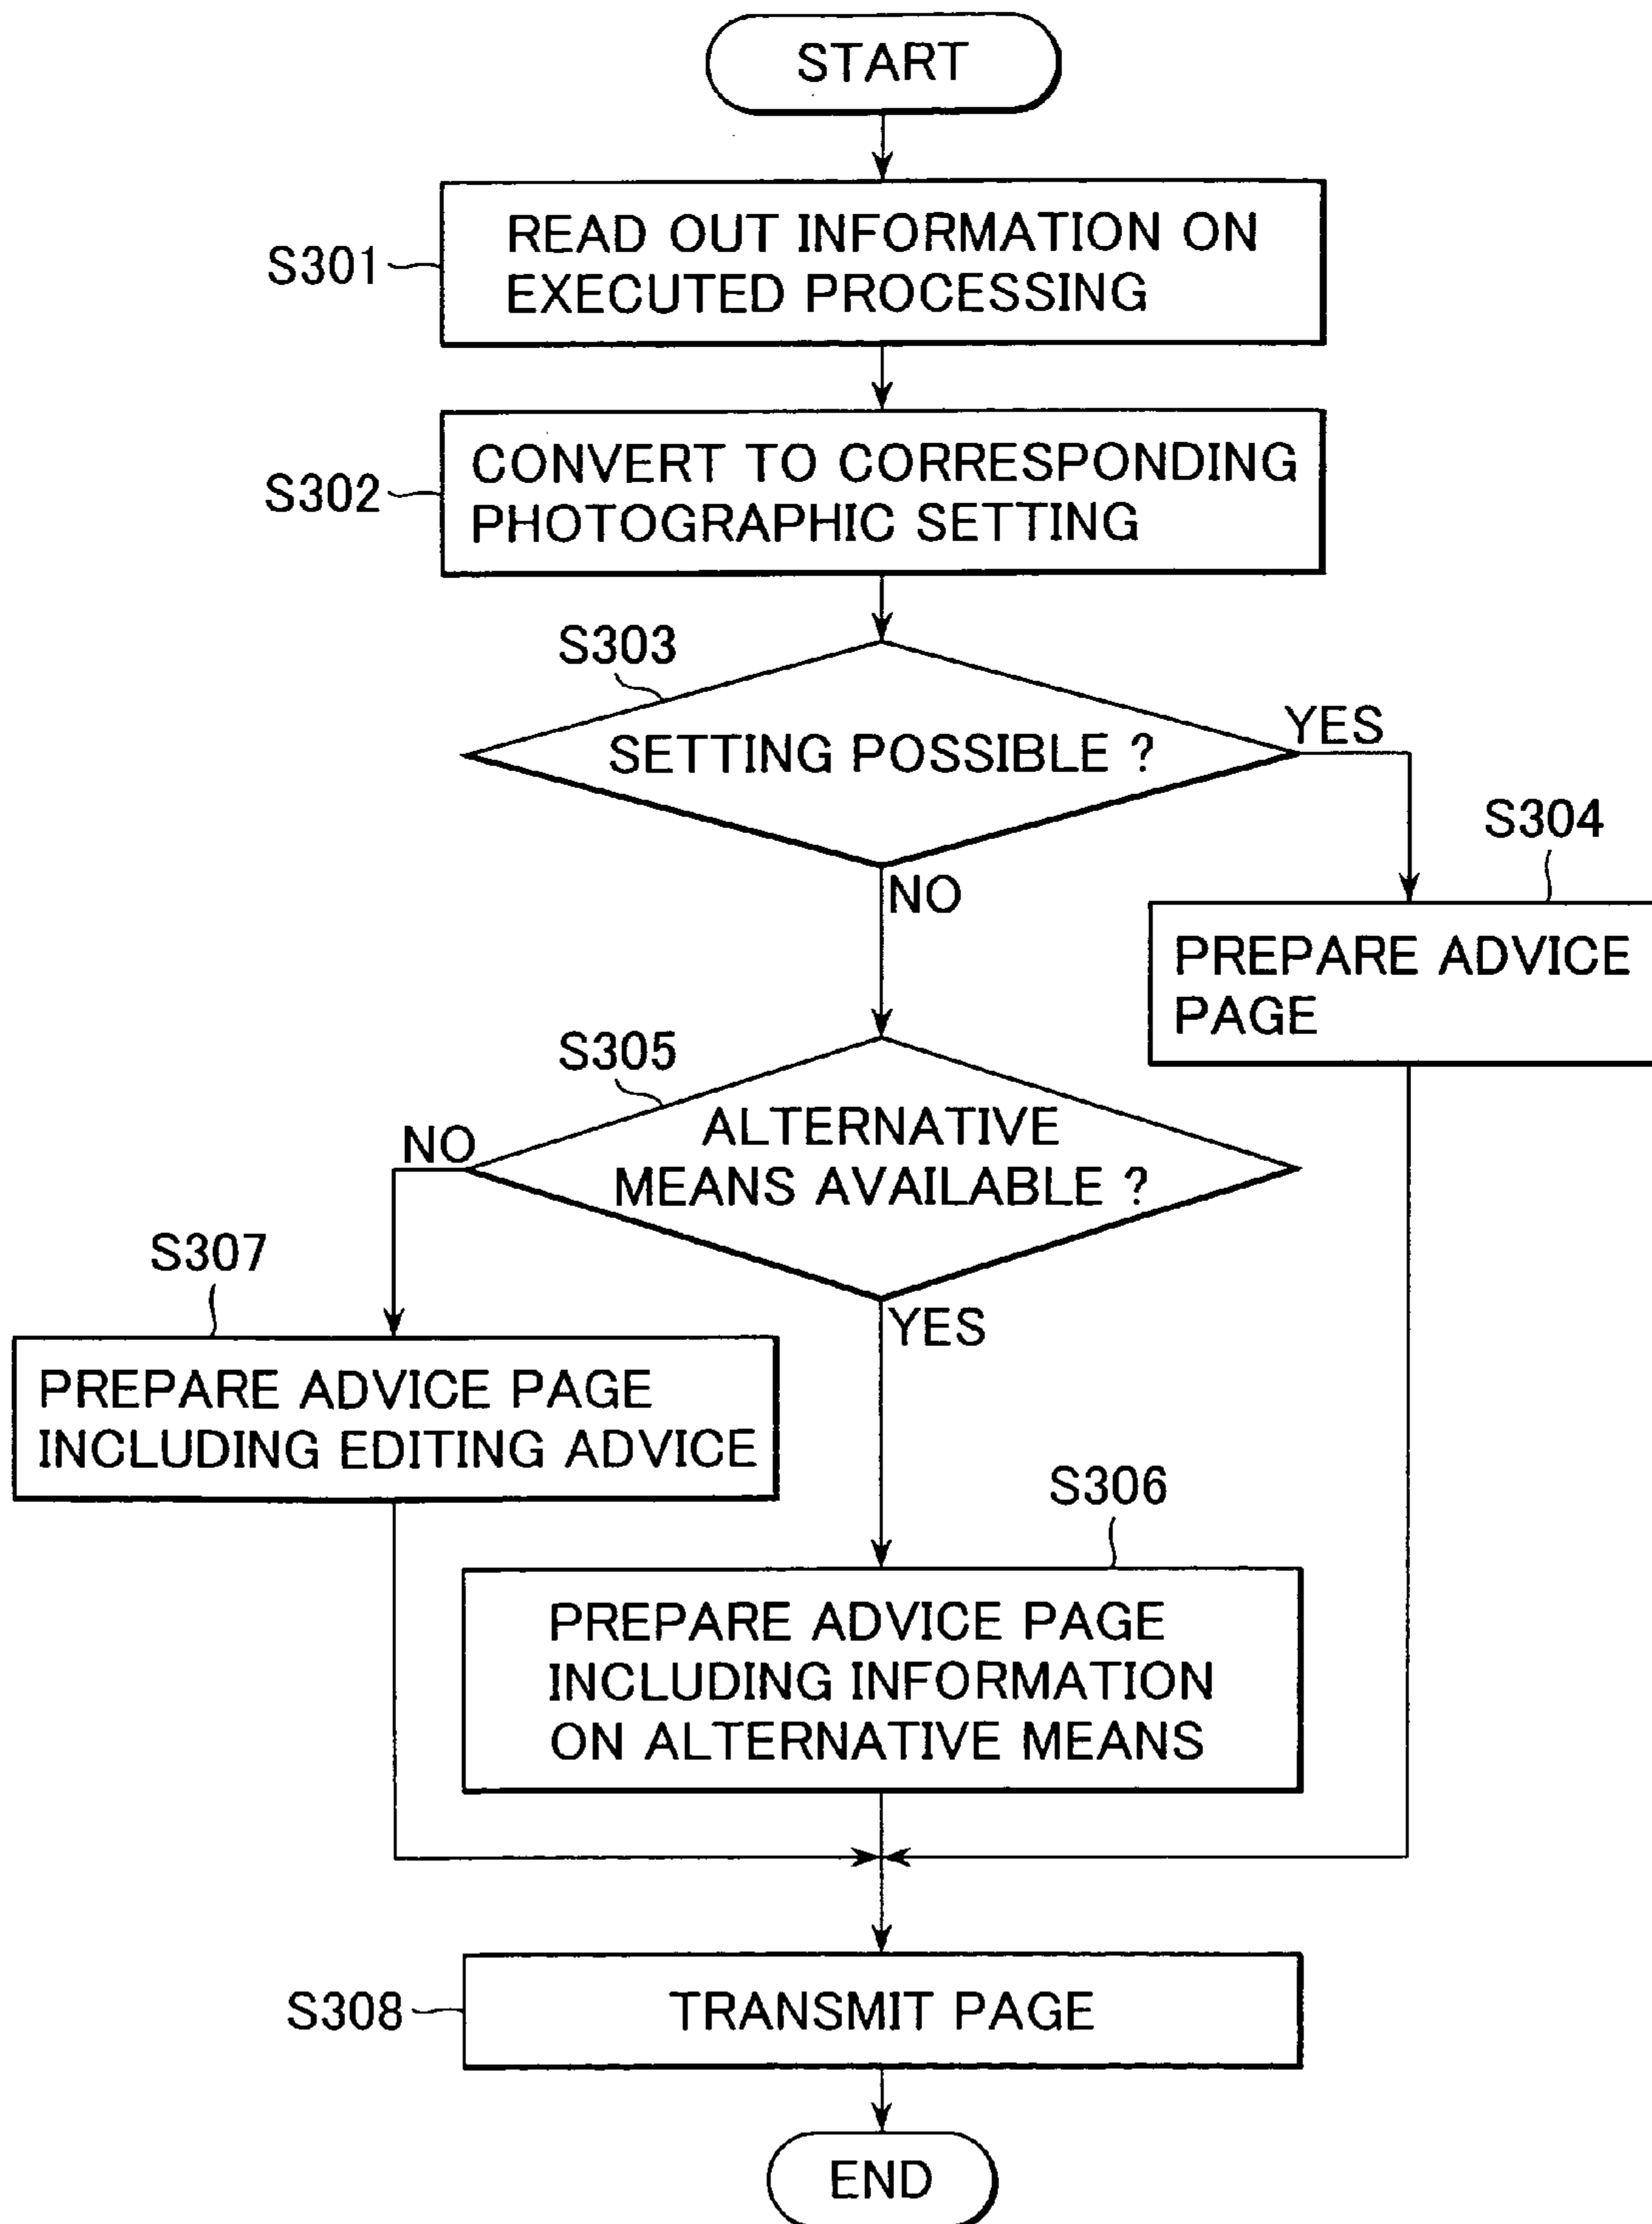 START
S301
READ OUT INFORMATION ON
EXECUTED PROCESSING
S302
CONVERT TO CORRESPONDING
PHOTOGRAPHIC SETTING
S303
SETTING POSSIBLE ?
YES
NO
S304
PREPARE ADVICE
PAGE
S305
ALTERNATIVE
MEANS AVAILABLE ?
NO
YES
S307
PREPARE ADVICE PAGE
INCLUDING EDITING ADVICE
S306
PREPARE ADVICE PAGE
INCLUDING INFORMATION
ON ALTERNATIVE MEANS
S308
TRANSMIT PAGE
END